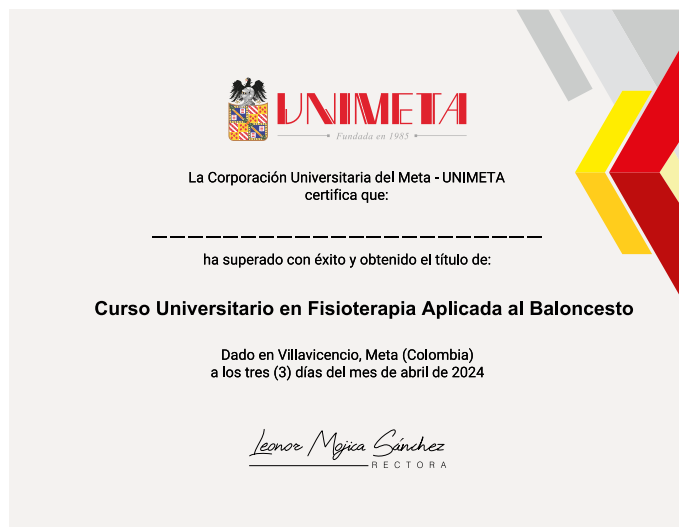 UNIMETA
Fundada en 1985
La Corporación Universitaria del Meta - UNIMETA
certifica que:
ha superado con éxito y obtenido el título de:
Curso Universitario en Fisioterapia Aplicada al Baloncesto
Dado en Villavicencio, Meta (Colombia)
a los tres (3) días del mes de abril de 2024
Leonor Mojica Sánchez
RECTORA